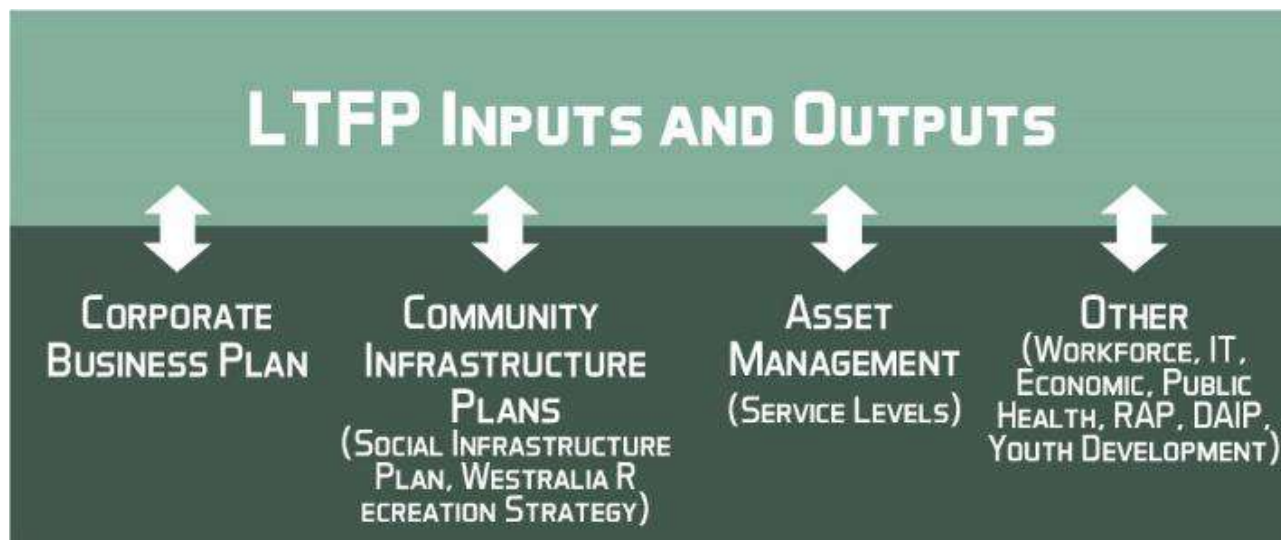 LTFP Inputs and Outputs
Corporate
Business Plan
Community
Infrastructure
Plans
(Social Infrastructure
Plan, Westralia R
ecreation Strategy)
Asset
Management
(Service Levels)
Other
(Workforce, IT,
Economic, Public
Health, RAP, DAIP,
Youth Development)